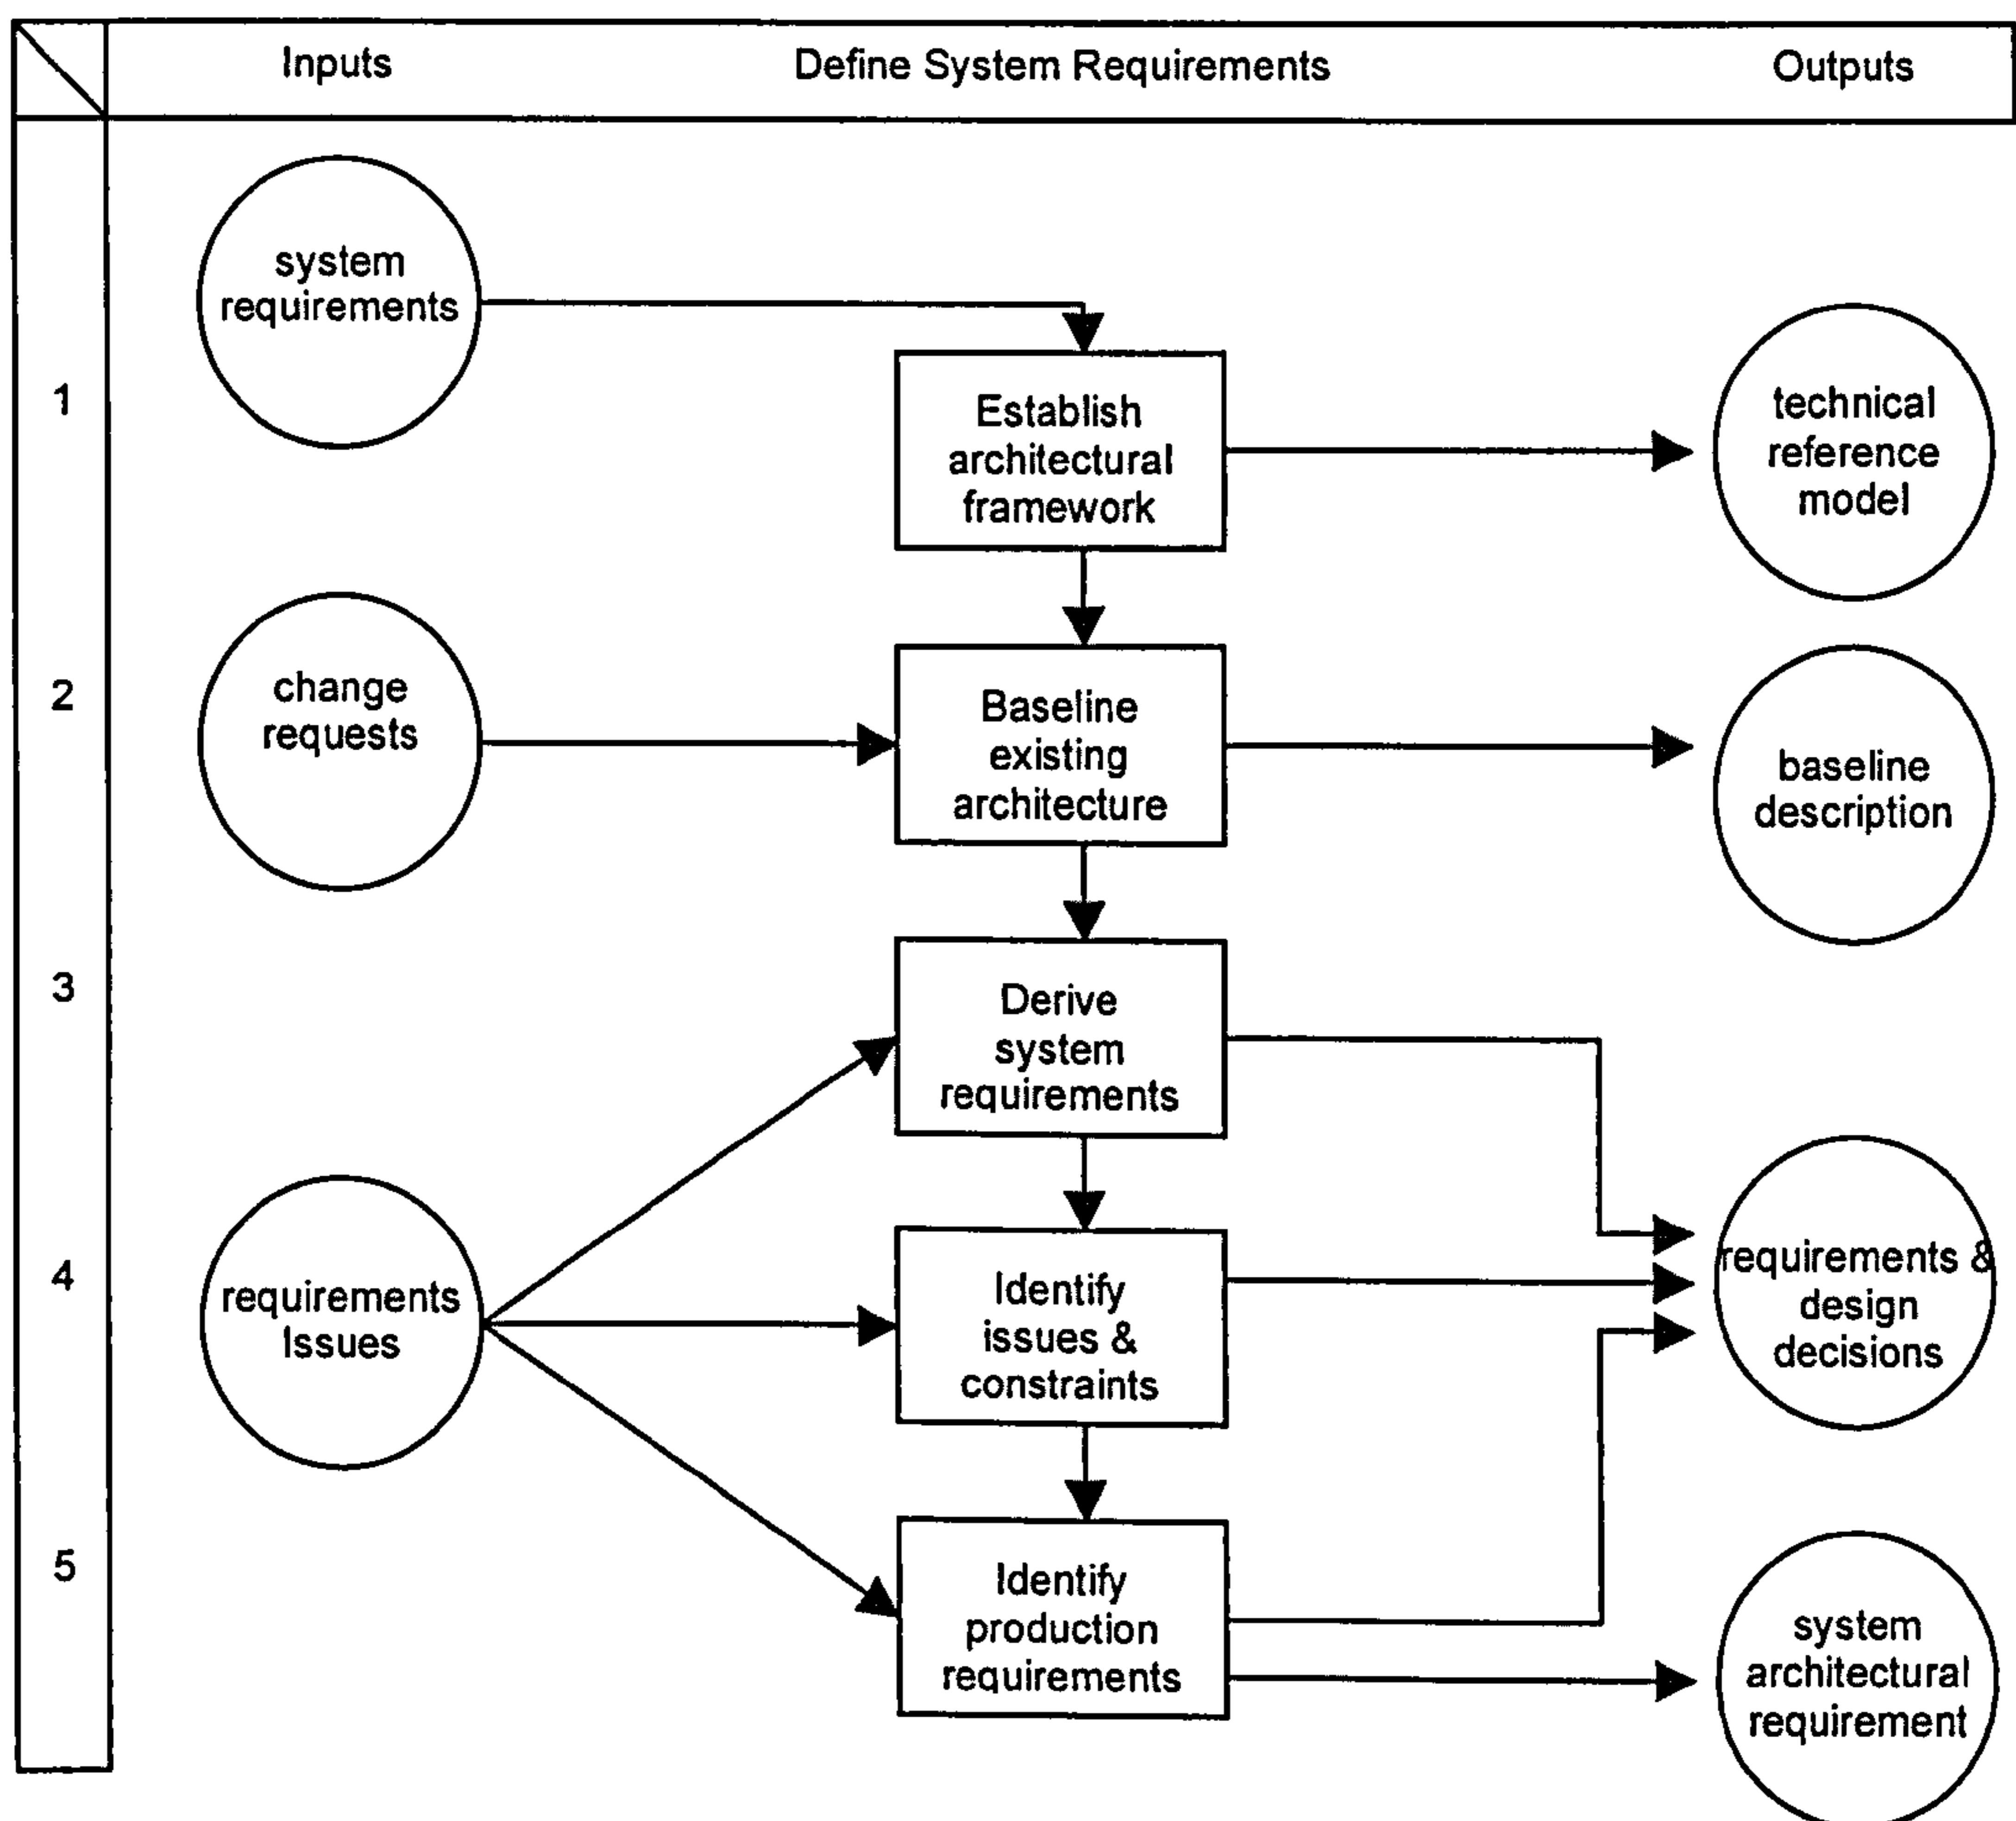 Inputs
Define System Requirements
Outputs
system
requirements
1
Establish
architectural
framework
technical
reference
model
2
change
requests
Baseline
existing
architecture
baseline
description
3
Derive
system
requirements
4
requirements
Issues
Identify
issues &
constraints
requirements &
design
decisions
5
Identify
production
requirements
system
architectural
requirement